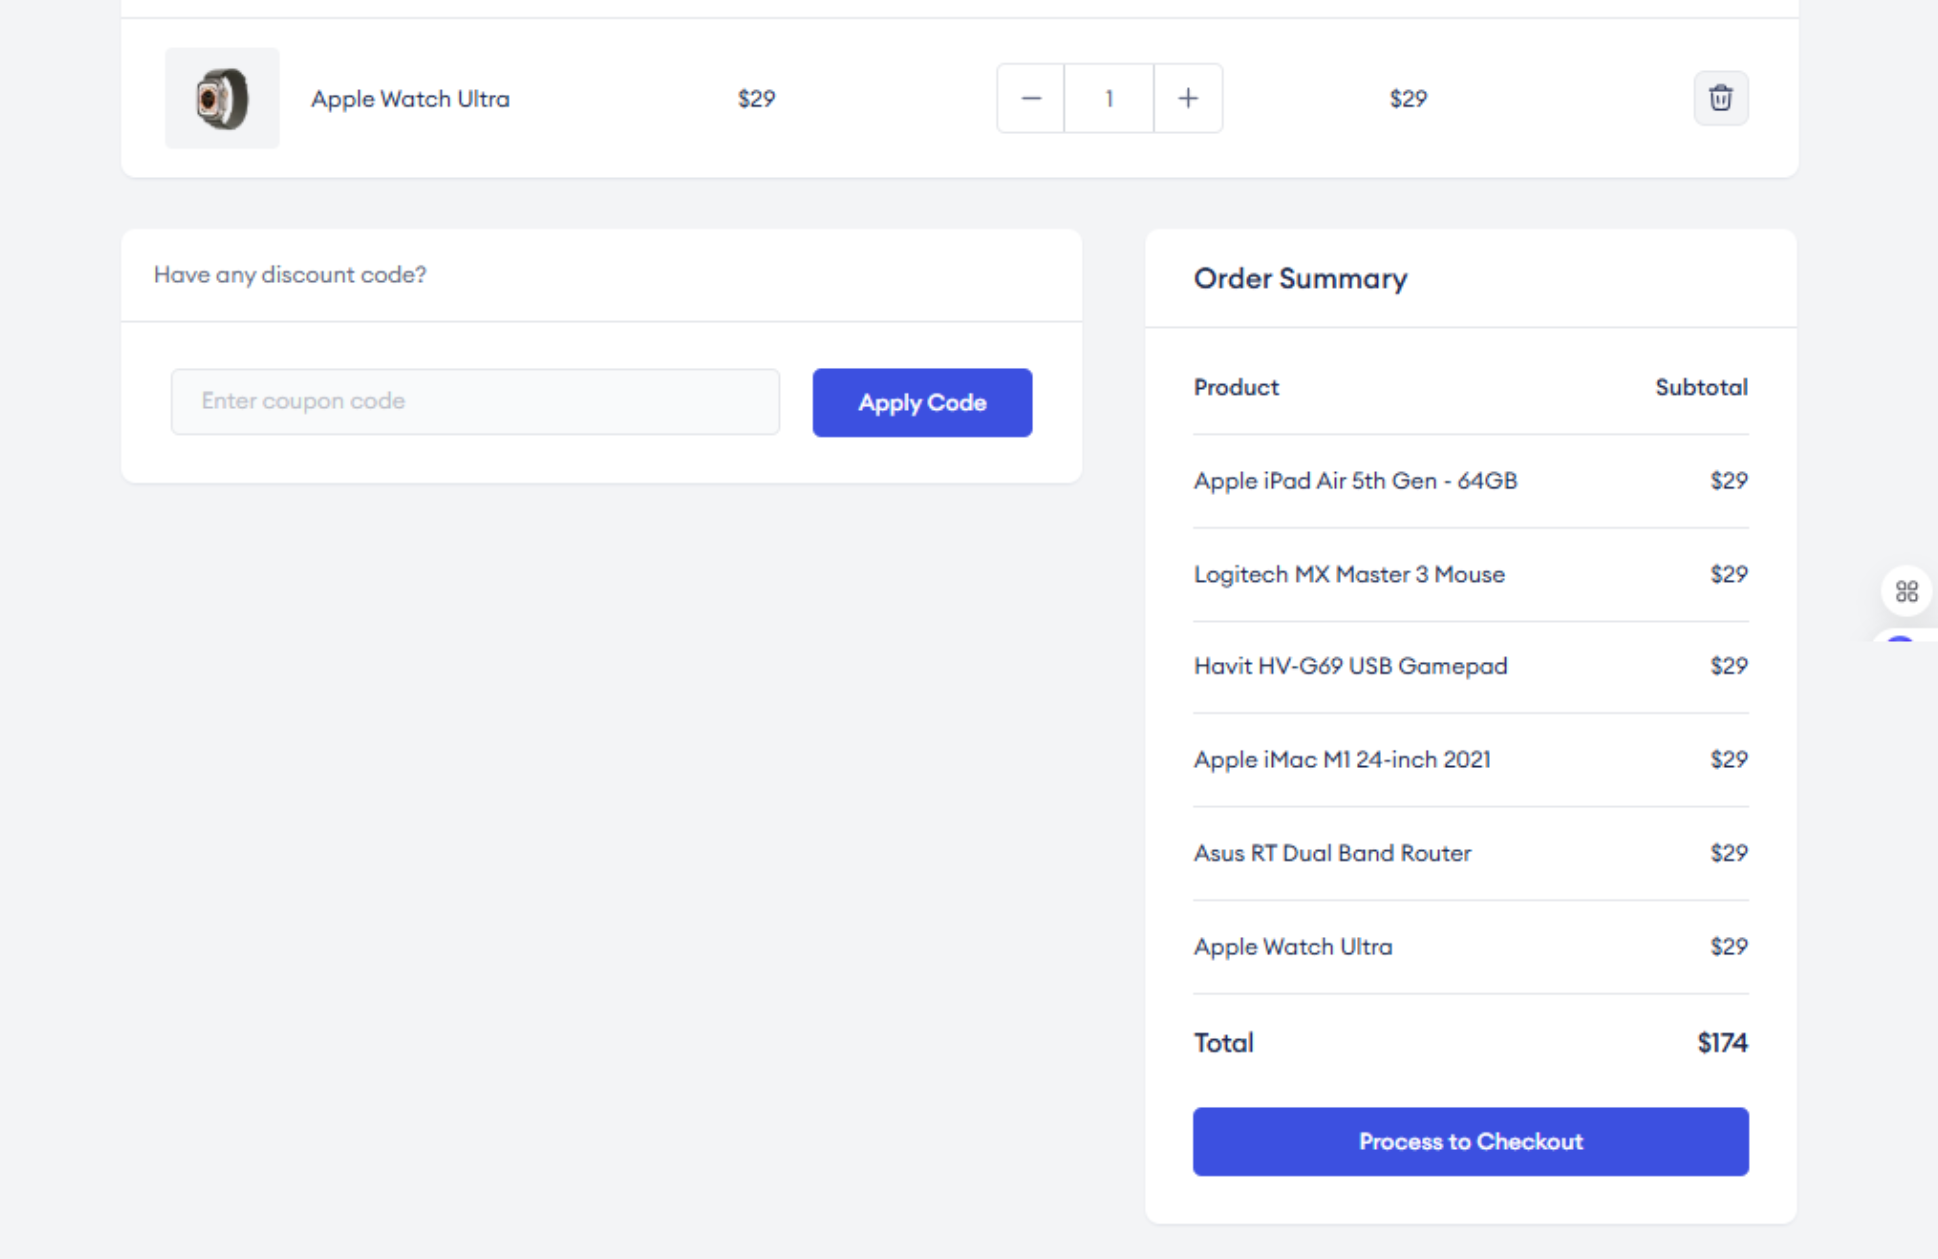 Apple Watch Ultra $29 1 $29
Have any discount code?
Enter coupon code
Apply Code
Order Summary
Product Subtotal
Apple iPad Air 5th Gen - 64GB $29
Logitech MX Master 3 Mouse $29
Havit HV-G69 USB Gamepad $29
Apple iMac M1 24-inch 2021 $29
Asus RT Dual Band Router $29
Apple Watch Ultra $29
Total $174
Process to Checkout